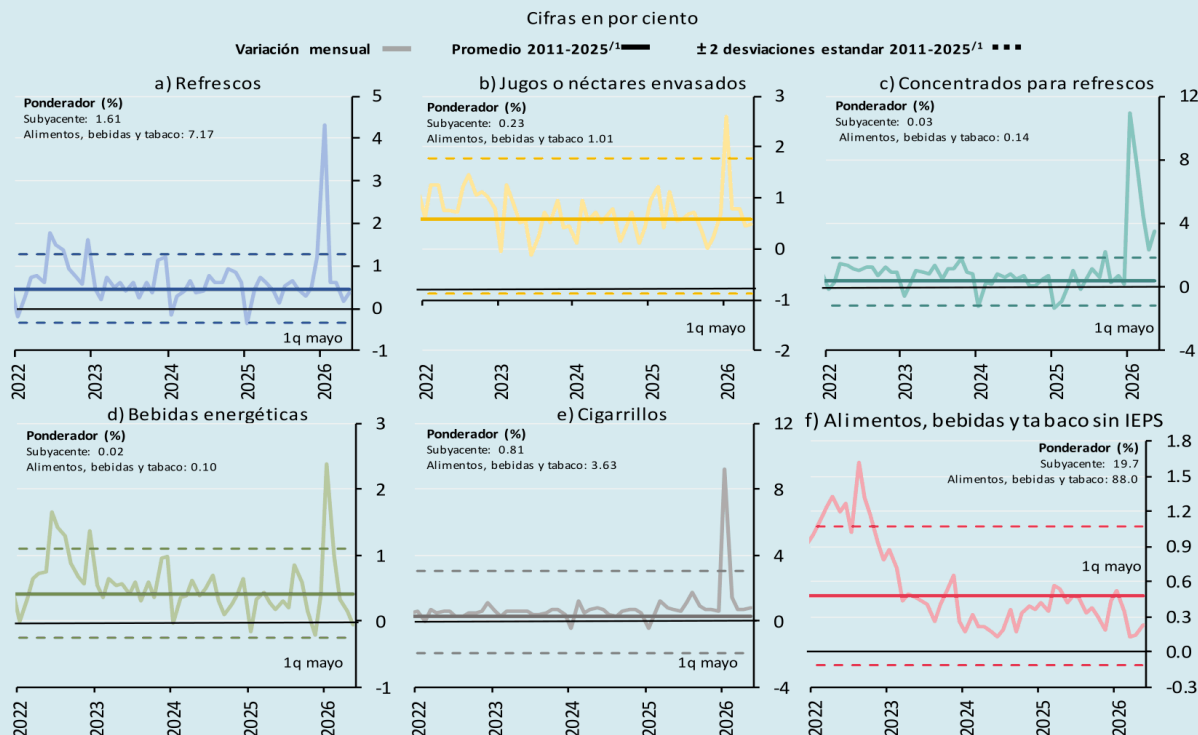 Cifras en por ciento
Variación mensual
Promedio 2011-2025/1
±2 desviaciones estandar 2011-2025/1
a) Refrescos
Ponderador (%)
Subyacente: 1.61
Alimentos, bebidas y tabaco: 7.17
5
4
3
2
1
0
-1
1q mayo
2022
2023
2024
2025
2026
b) Jugos o néctares envasados
Ponderador (%)
Subyacente: 0.23
Alimentos, bebidas y tabaco 1.01
3
2
1
0
-1
-2
1q mayo
2022
2023
2024
2025
2026
c) Concentrados para refrescos
Ponderador (%)
Subyacente: 0.03
Alimentos, bebidas y tabaco: 0.14
12
8
4
0
-4
1q mayo
2022
2023
2024
2025
2026
d) Bebidas energéticas
Ponderador (%)
Subyacente: 0.02
Alimentos, bebidas y tabaco: 0.10
3
2
1
0
-1
1q mayo
2022
2023
2024
2025
2026
e) Cigarrillos
Ponderador (%)
Subyacente: 0.81
Alimentos, bebidas y tabaco: 3.63
12
8
4
0
-4
1q mayo
2022
2023
2024
2025
2026
f) Alimentos, bebidas y tabaco sin IEPS
Ponderador (%)
Subyacente: 19.7
Alimentos, bebidas y tabaco: 88.0
1.8
1.5
1.2
0.9
0.6
0.3
0.0
-0.3
1q mayo
2022
2023
2024
2025
2026